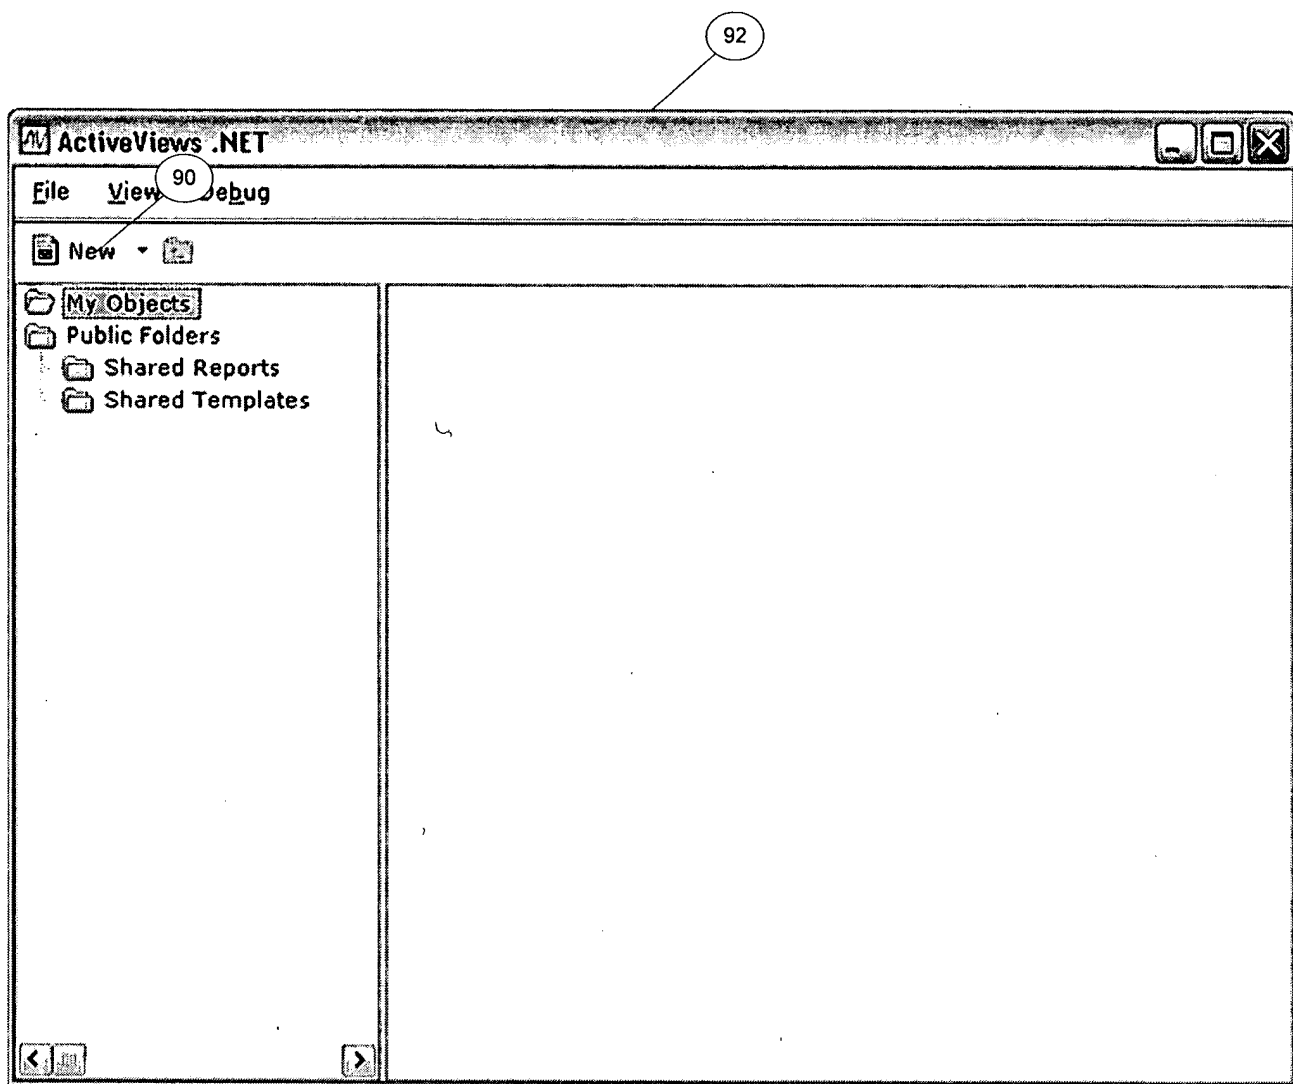 92
ActiveViews .NET
90
File View Debug
New
My Objects
Public Folders
Shared Reports
Shared Templates